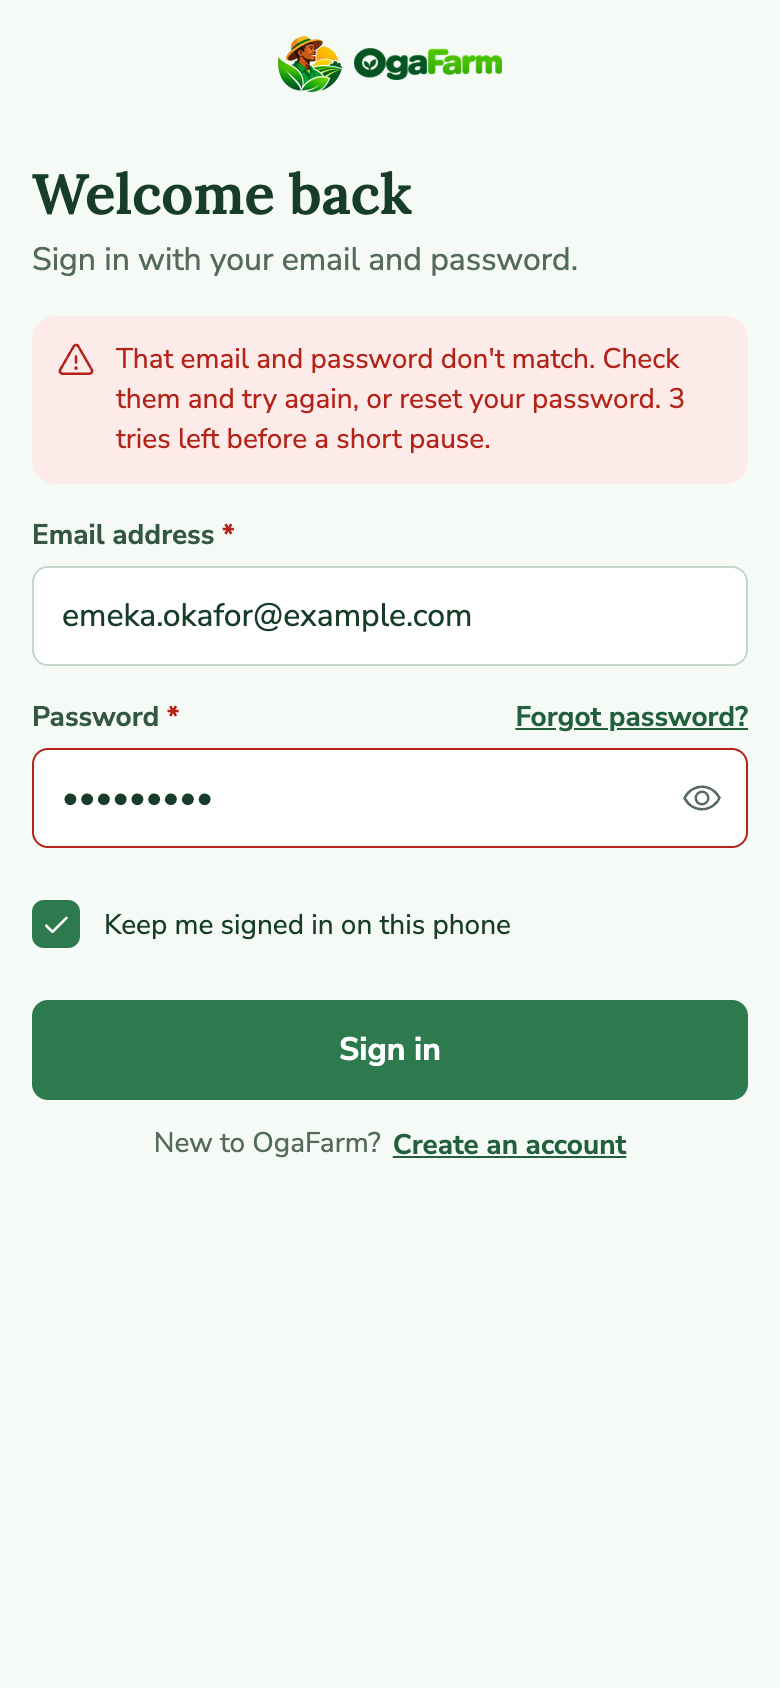 OgaFarm
Welcome back
Sign in with your email and password.
That email and password don't match. Check
them and try again, or reset your password. 3
tries left before a short pause.
Email address *
emeka.okafor@example.com
Password * Forgot password?
•••••••••
Keep me signed in on this phone
Sign in
New to OgaFarm? Create an account